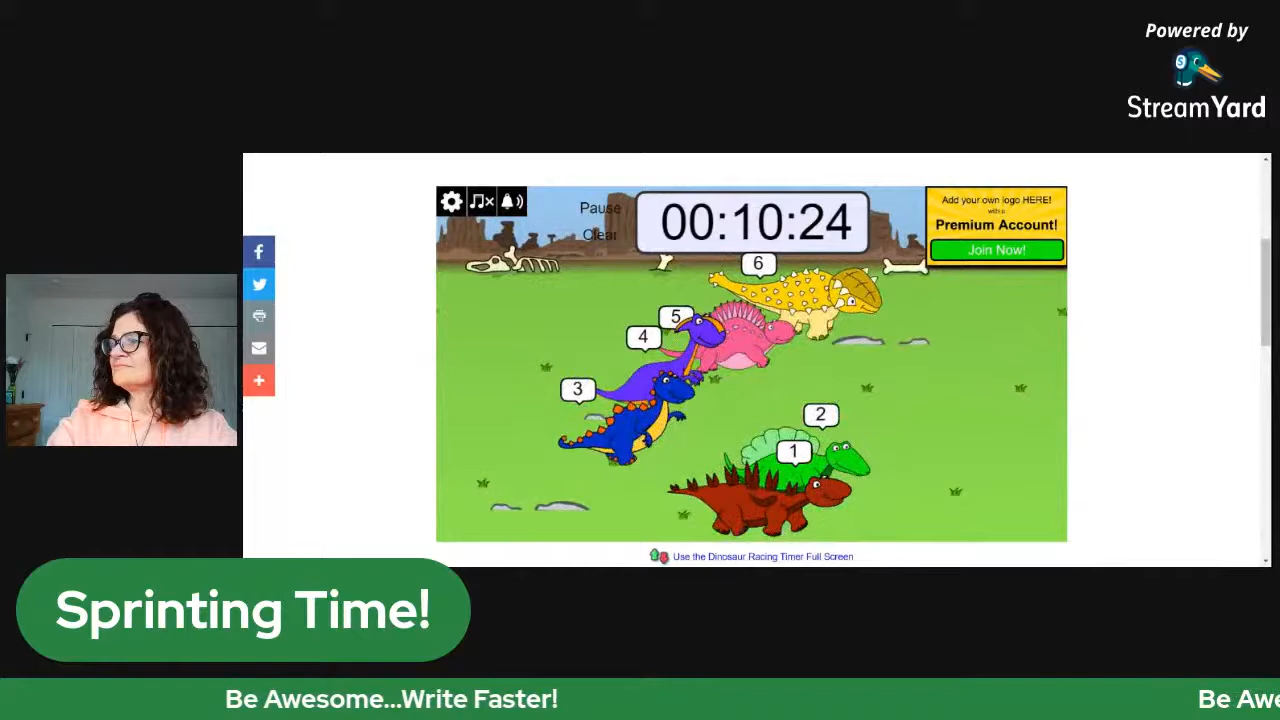 Powered by
StreamYard
Pause
Clear
00:10:24
Add your own logo HERE!
with a
Premium Account!
Join Now!
6
5
4
3
2
1
Use the Dinosaur Racing Timer Full Screen
Sprinting Time!
Be Awesome...Write Faster!
Be Awe